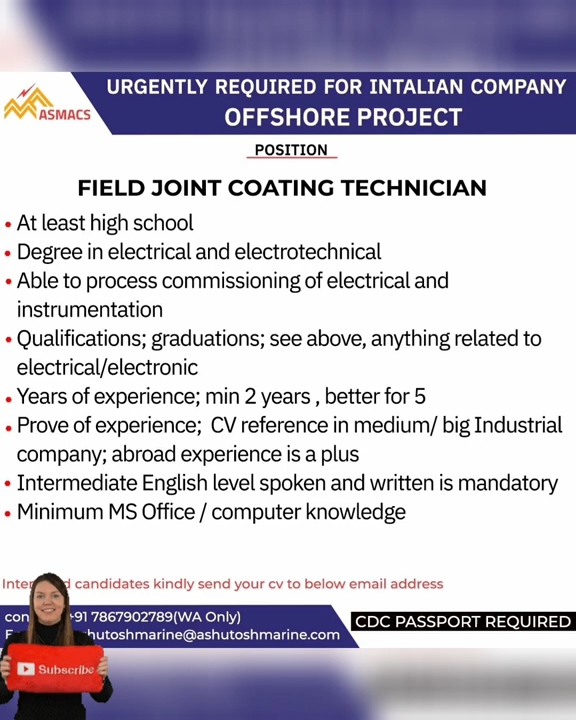 URGENTLY REQUIRED FOR INTALIAN COMPANY
ASMACS
OFFSHORE PROJECT
POSITION
FIELD JOINT COATING TECHNICIAN
• At least high school
• Degree in electrical and electrotechnical
• Able to process commissioning of electrical and
instrumentation
• Qualifications; graduations; see above, anything related to
electrical/electronic
• Years of experience; min 2 years , better for 5
• Prove of experience; CV reference in medium/ big Industrial
company; abroad experience is a plus
• Intermediate English level spoken and written is mandatory
• Minimum MS Office / computer knowledge
candidates kindly send your cv to below email address
+91 7867902789(WA Only)
hutoshmarine@ashutoshmarine.com
CDC PASSPORT REQUIRED
Subscribe